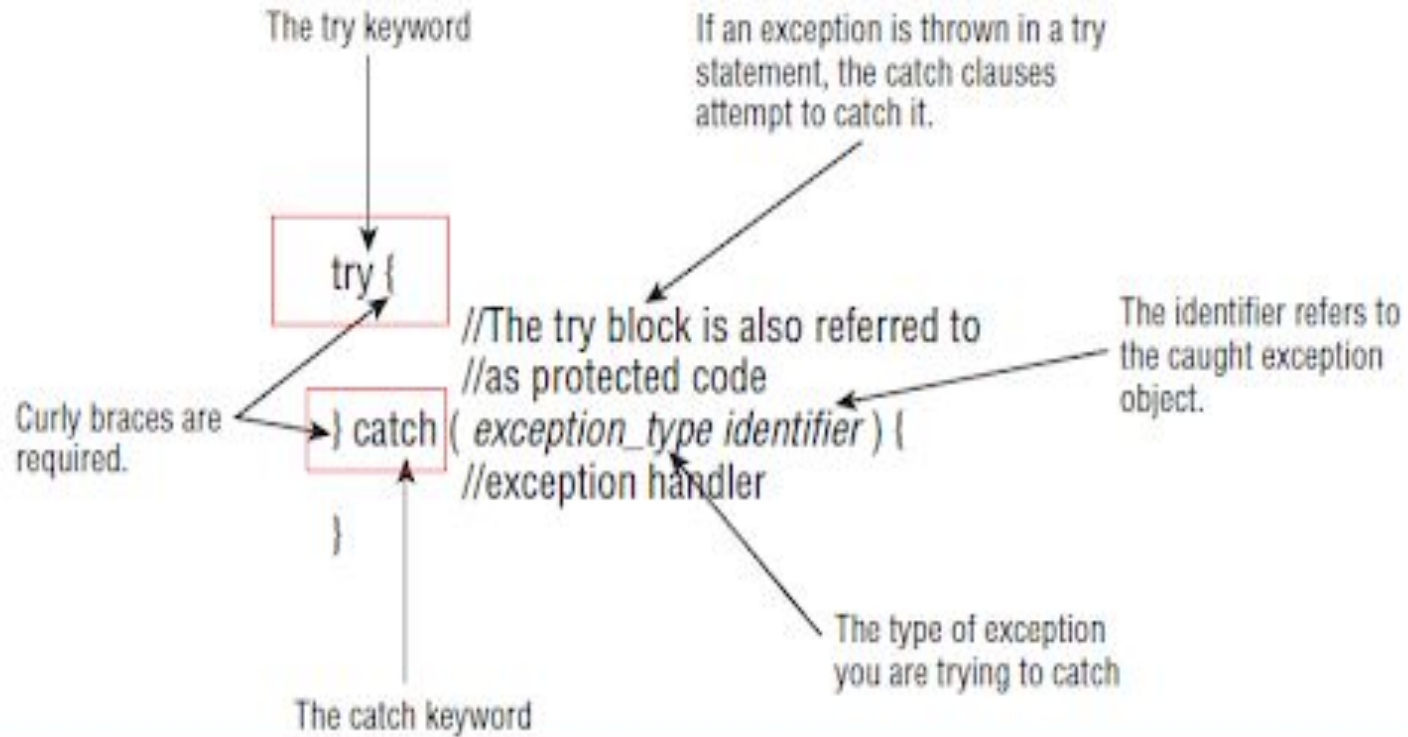 The try keyword
If an exception is thrown in a try
statement, the catch clauses
attempt to catch it.
try {
//The try block is also referred to
//as protected code
The identifier refers to
the caught exception
object.
Curly braces are
required.
} catch ( exception_type identifier ) {
//exception handler
}
The type of exception
you are trying to catch
The catch keyword